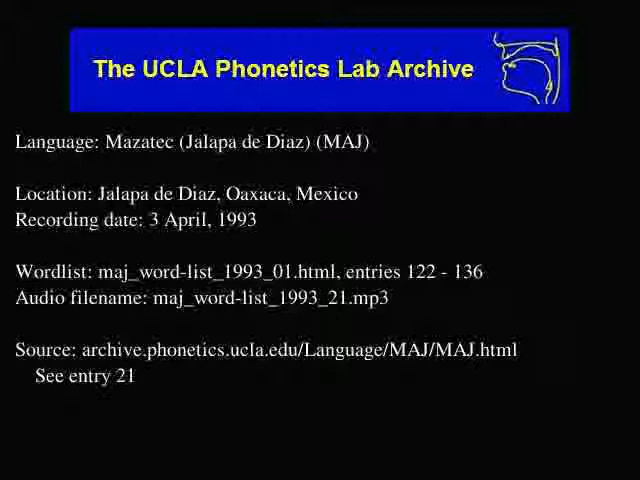 The UCLA Phonetics Lab Archive
Language: Mazatec (Jalapa de Diaz) (MAJ)
Location: Jalapa de Diaz, Oaxaca, Mexico
Recording date: 3 April, 1993
Wordlist: maj_word-list_1993_01.html, entries 122 - 136
Audio filename: maj_word-list_1993_21.mp3
Source: archive.phonetics.ucla.edu/Language/MAJ/MAJ.html
See entry 21